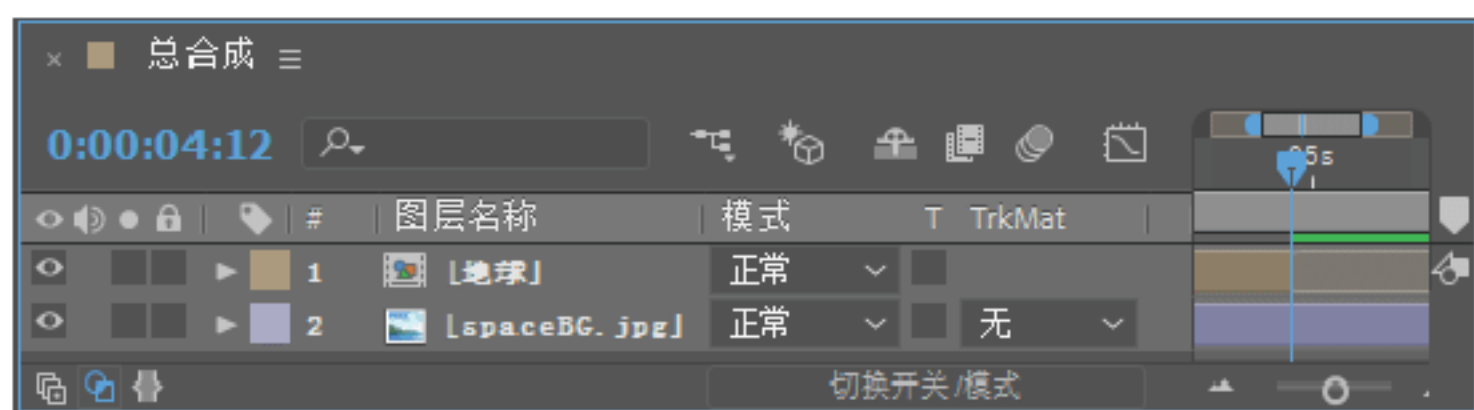 总合成
0:00:04:12
05s
# 图层名称 模式 T TrkMat
1 [地球] 正常
2 [spaceBG.jpg] 正常 无
切换开关/模式